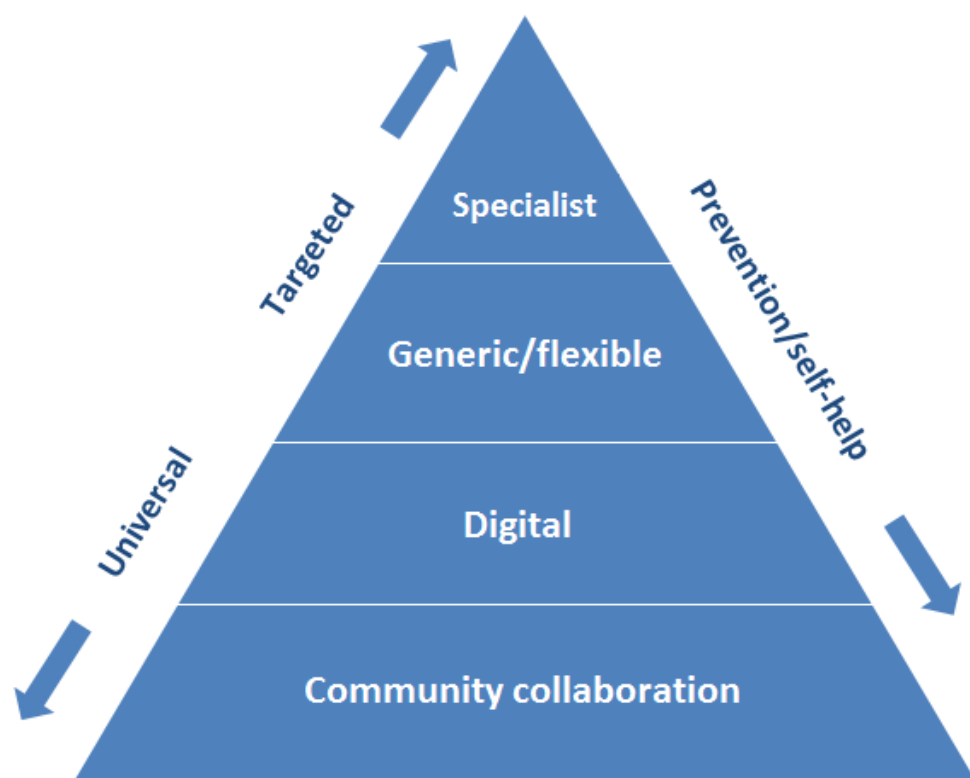 Specialist
Targeted
Prevention/self-help
Generic/flexible
Universal
Digital
Community collaboration